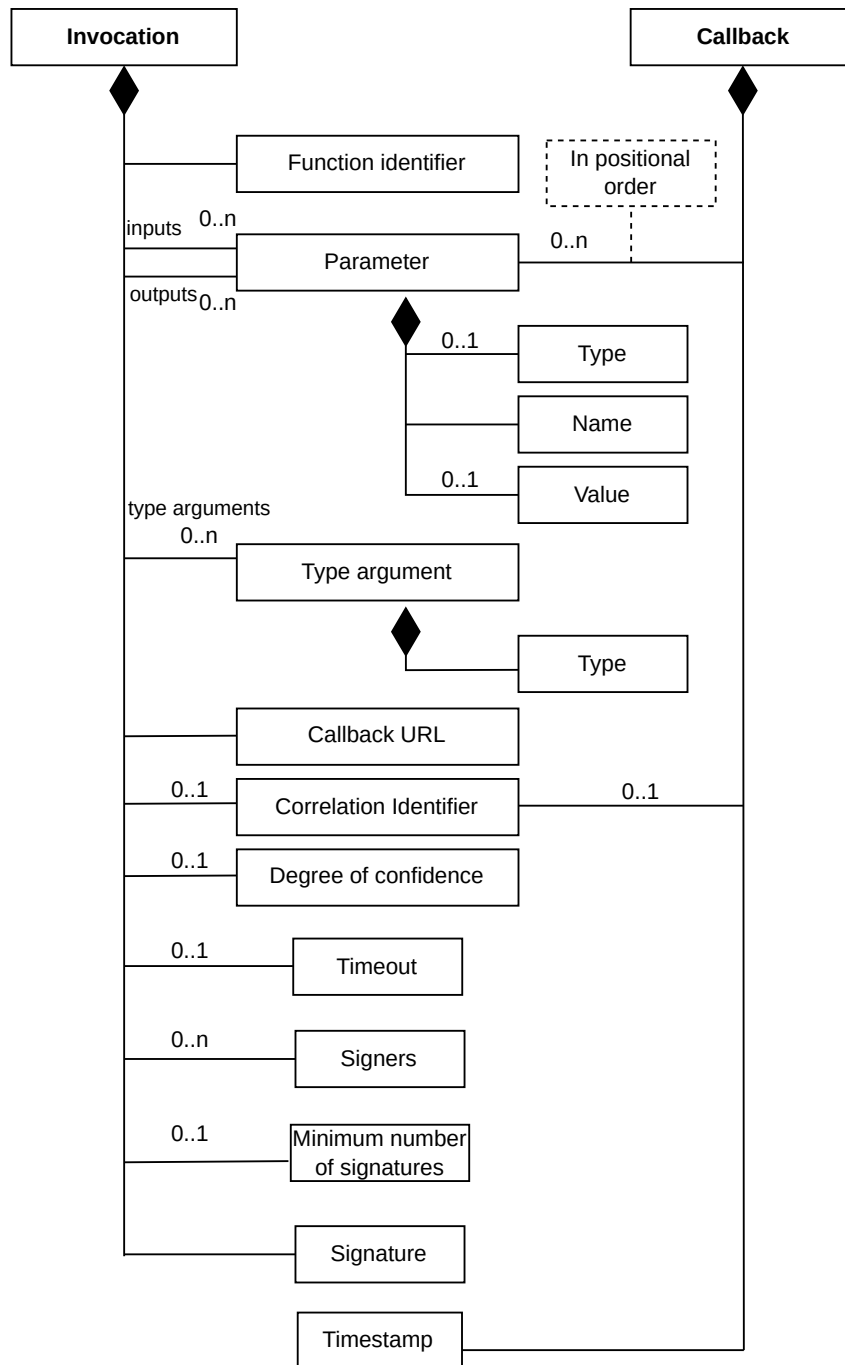 Invocation
Callback
Function identifier
In positional
order
inputs
0..n
Parameter
0..n
outputs
0..n
0..1
Type
Name
0..1
Value
type arguments
0..n
Type argument
Type
Callback URL
0..1
Correlation Identifier
0..1
0..1
Degree of confidence
0..1
Timeout
0..n
Signers
0..1
Minimum number
of signatures
Signature
Timestamp